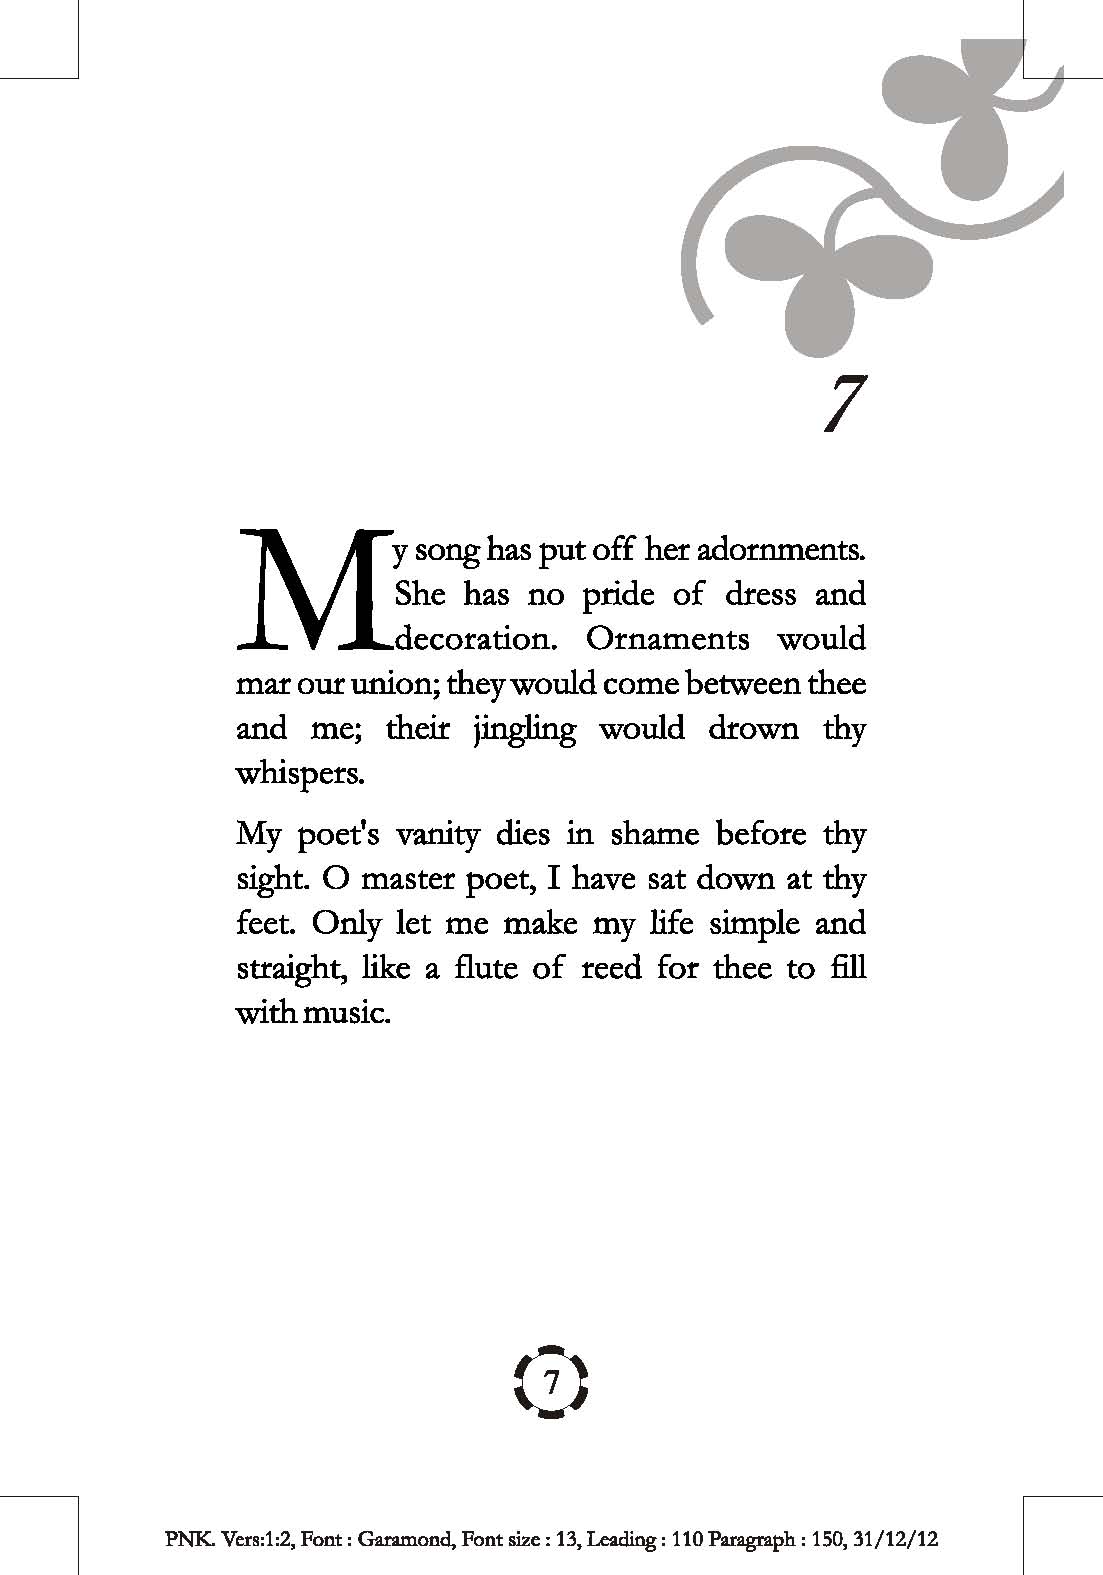 7
My song has put off her adornments.
She has no pride of dress and
decoration. Ornaments would
mar our union; they would come between thee
and me; their jingling would drown thy
whispers.
My poet's vanity dies in shame before thy
sight. O master poet, I have sat down at thy
feet. Only let me make my life simple and
straight, like a flute of reed for thee to fill
with music.
7
PNK. Vers:1:2, Font : Garamond, Font size : 13, Leading : 110 Paragraph : 150, 31/12/12